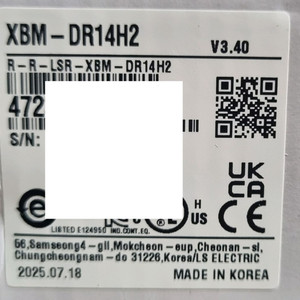 XBM-DR14H2
V3.40
R-R-LSR-XBM-DR14H2
472
S/N:
UK
CA
H
US
LISTED E124950 IND.CONT.EQ.
56,Samseong4-gil,Mokcheon-eup,Cheonan-si,
Chungcheongnam-do 31226,Korea/LS ELECTRIC
2025.07.18 MADE IN KOREA